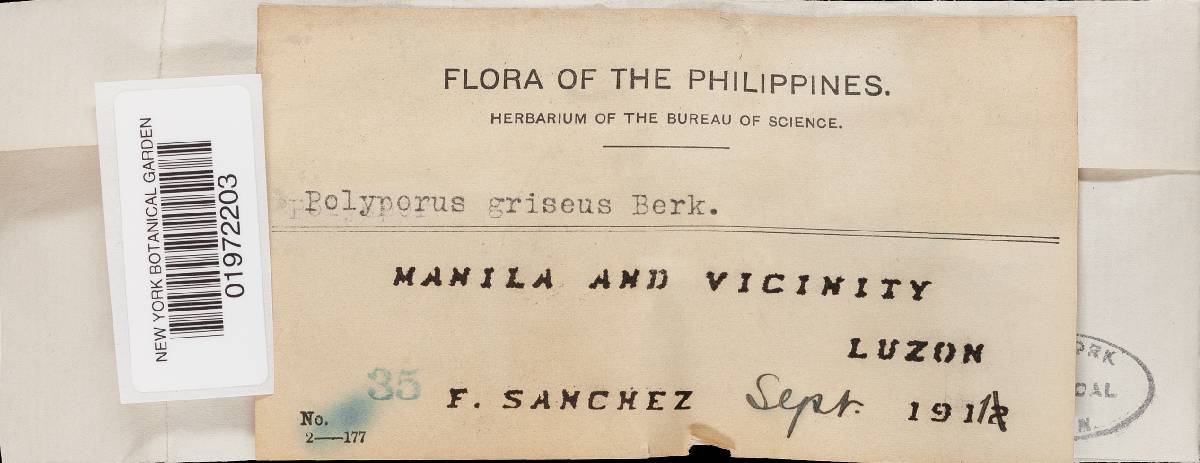 FLORA OF THE PHILIPPINES.
HERBARIUM OF THE BUREAU OF SCIENCE.
Polyporus griseus Berk.
MANILA AND VICINITY
LUZON
No. 35 F. SANCHEZ Sept. 1911
2—177
NEW YORK BOTANICAL GARDEN
01972203